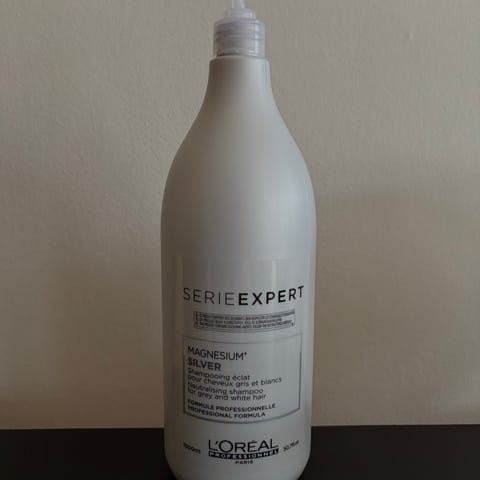 SERIEEXPERT
MAGNESIUM*
SILVER
Shampooing éclat
pour cheveux gris et blancs
Neutralising shampoo
for grey and white hair
FORMULE PROFESSIONNELLE
PROFESSIONAL FORMULA
L'ORÉAL
PROFESSIONNEL
PARIS
1500ml 50.7fl.oz